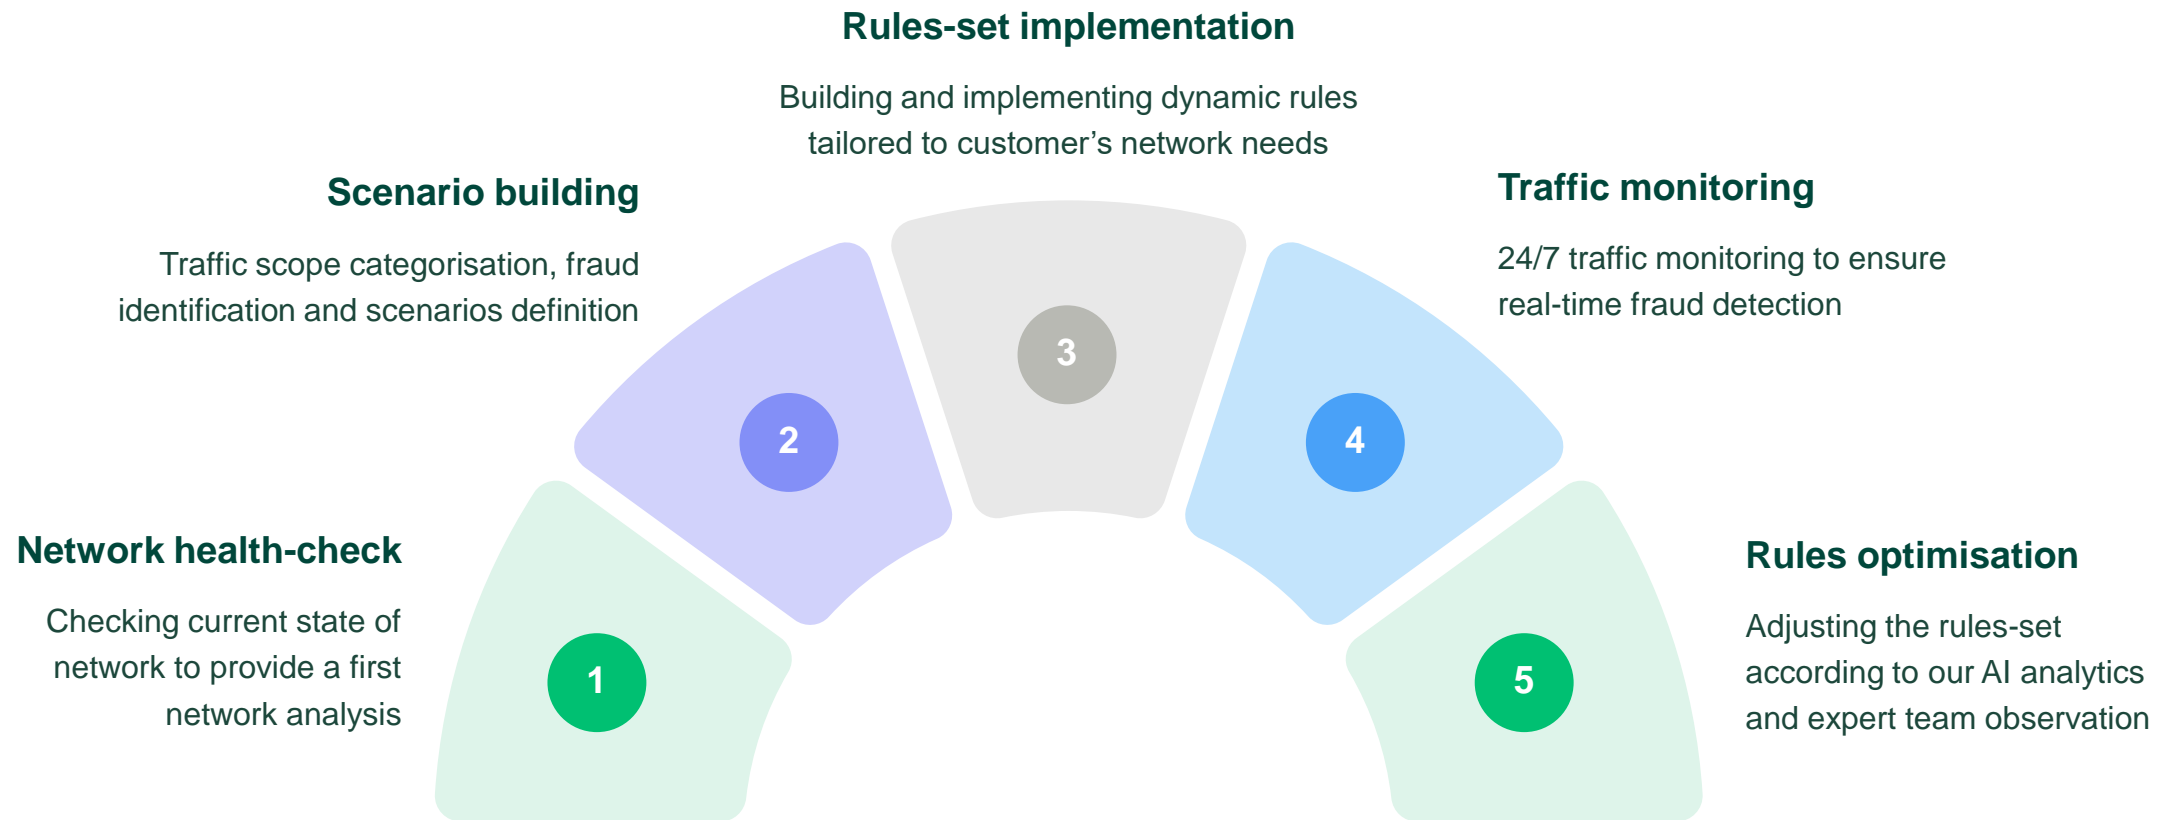 Network health-check
Checking current state of
network to provide a first
network analysis
1
Scenario building
Traffic scope categorisation, fraud
identification and scenarios definition
2
Rules-set implementation
Building and implementing dynamic rules
tailored to customer’s network needs
3
Traffic monitoring
24/7 traffic monitoring to ensure
real-time fraud detection
4
Rules optimisation
Adjusting the rules-set
according to our AI analytics
and expert team observation
5